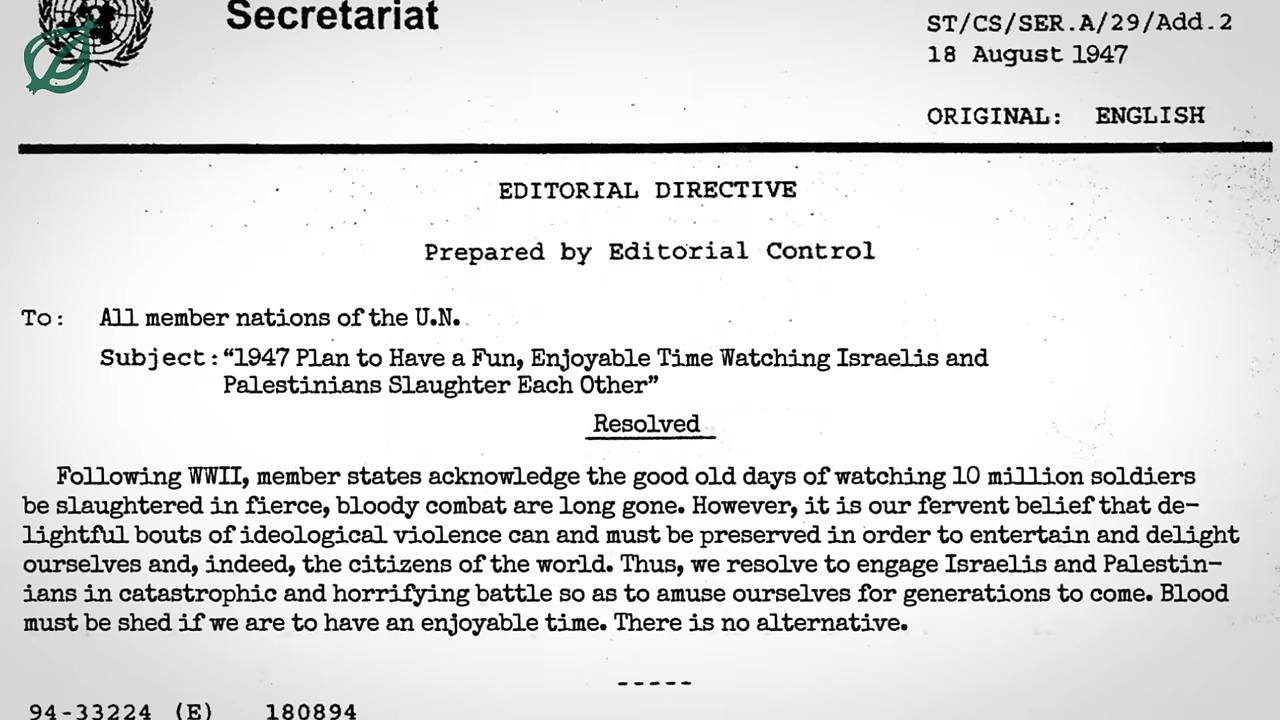 Secretariat
ST/CS/SER.A/29/Add.2
18 August 1947
ORIGINAL: ENGLISH
EDITORIAL DIRECTIVE
Prepared by Editorial Control
To: All member nations of the U.N.
Subject: “1947 Plan to Have a Fun, Enjoyable Time Watching Israelis and
Palestinians Slaughter Each Other”
Resolved
Following WWII, member states acknowledge the good old days of watching 10 million soldiers
be slaughtered in fierce, bloody combat are long gone. However, it is our fervent belief that de-
lightful bouts of ideological violence can and must be preserved in order to entertain and delight
ourselves and, indeed, the citizens of the world. Thus, we resolve to engage Israelis and Palestin-
ians in catastrophic and horrifying battle so as to amuse ourselves for generations to come. Blood
must be shed if we are to have an enjoyable time. There is no alternative.
-----
94-33224 (E) 180894